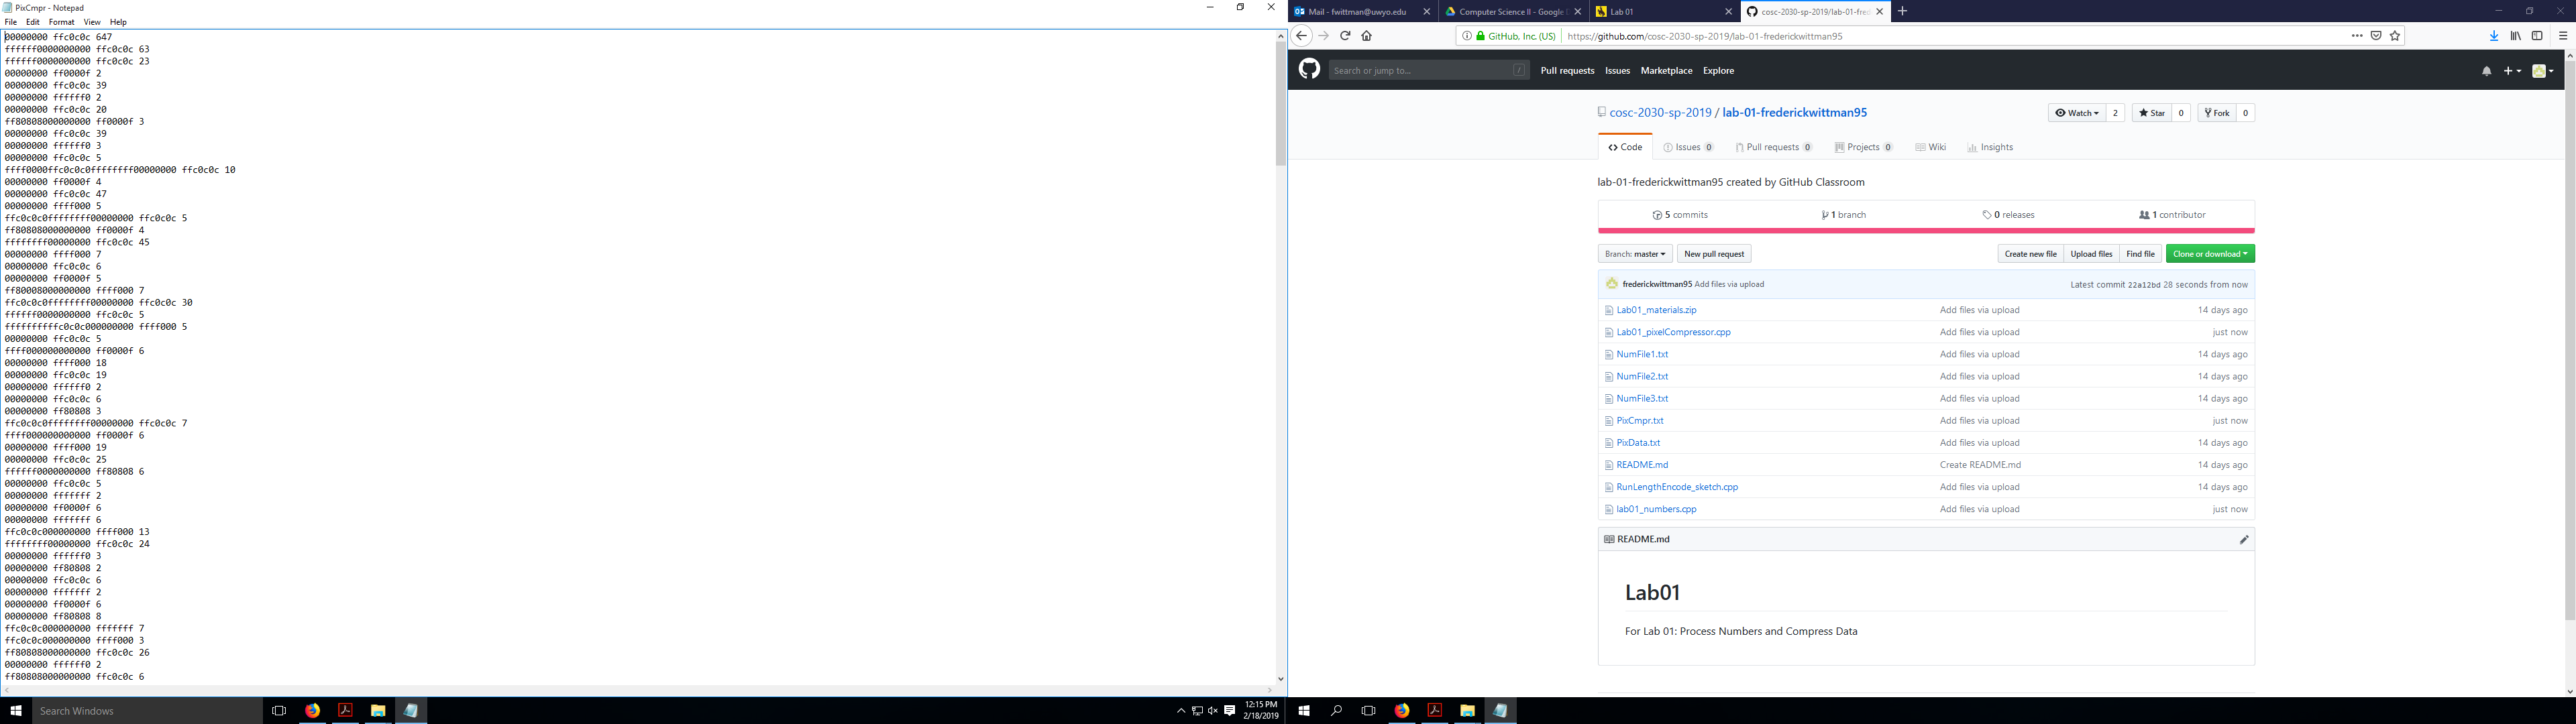 PixCmpr - Notepad
File Edit Format View Help
00000000 ffc0c0c 647
ffffff0000000000 ffc0c0c 63
ffffff0000000000 ffc0c0c 23
00000000 ff0000f 2
00000000 ffc0c0c 39
00000000 ffffff0 2
00000000 ffc0c0c 20
ff80808000000000 ff0000f 3
00000000 ffc0c0c 39
00000000 ffffff0 3
00000000 ffc0c0c 5
ffff0000ffc0c0c0ffffffff00000000 ffc0c0c 10
00000000 ff0000f 4
00000000 ffc0c0c 47
00000000 ffff000 5
ffc0c0c0ffffffff00000000 ffc0c0c 5
ff80808000000000 ff0000f 4
ffffffff00000000 ffc0c0c 45
00000000 ffff000 7
00000000 ffc0c0c 6
00000000 ff0000f 5
ff80008000000000 ffff000 7
ffc0c0c0ffffffff00000000 ffc0c0c 30
ffffff0000000000 ffc0c0c 5
ffffffffffc0c0c000000000 ffff000 5
00000000 ffc0c0c 5
ffff000000000000 ff0000f 6
00000000 ffff000 18
00000000 ffc0c0c 19
00000000 ffffff0 2
00000000 ffc0c0c 6
00000000 ff80808 3
ffc0c0c0ffffffff00000000 ffc0c0c 7
ffff000000000000 ff0000f 6
00000000 ffff000 19
00000000 ffc0c0c 25
ffffff0000000000 ff80808 6
00000000 ffc0c0c 5
00000000 fffffff 2
00000000 ff0000f 6
00000000 fffffff 6
ffc0c0c000000000 ffff000 13
ffffffff00000000 ffc0c0c 24
00000000 ffffff0 3
00000000 ff80808 2
00000000 ffc0c0c 6
00000000 fffffff 2
00000000 ff0000f 6
00000000 ff80808 8
ffc0c0c000000000 fffffff 7
ffc0c0c000000000 ffff000 3
ff80808000000000 ffc0c0c 26
00000000 ffffff0 2
ff80808000000000 ffc0c0c 6
Search Windows
12:15 PM
2/18/2019
Mail - fwittman@uwyo.edu
Computer Science II - Google
Lab 01
cosc-2030-sp-2019/lab-01-fred
GitHub, Inc. (US) https://github.com/cosc-2030-sp-2019/lab-01-frederickwittman95
Search or jump to... / Pull requests Issues Marketplace Explore
cosc-2030-sp-2019 / lab-01-frederickwittman95
Watch 2 Star 0 Fork 0
Code Issues 0 Pull requests 0 Projects 0 Wiki Insights
lab-01-frederickwittman95 created by GitHub Classroom
5 commits 1 branch 0 releases 1 contributor
Branch: master New pull request Create new file Upload files Find file Clone or download
frederickwittman95 Add files via upload Latest commit 22a12bd 28 seconds from now
Lab01_materials.zip Add files via upload 14 days ago
Lab01_pixelCompressor.cpp Add files via upload just now
NumFile1.txt Add files via upload 14 days ago
NumFile2.txt Add files via upload 14 days ago
NumFile3.txt Add files via upload 14 days ago
PixCmpr.txt Add files via upload just now
PixData.txt Add files via upload 14 days ago
README.md Create README.md 14 days ago
RunLengthEncode_sketch.cpp Add files via upload 14 days ago
lab01_numbers.cpp Add files via upload just now
README.md
Lab01
For Lab 01: Process Numbers and Compress Data